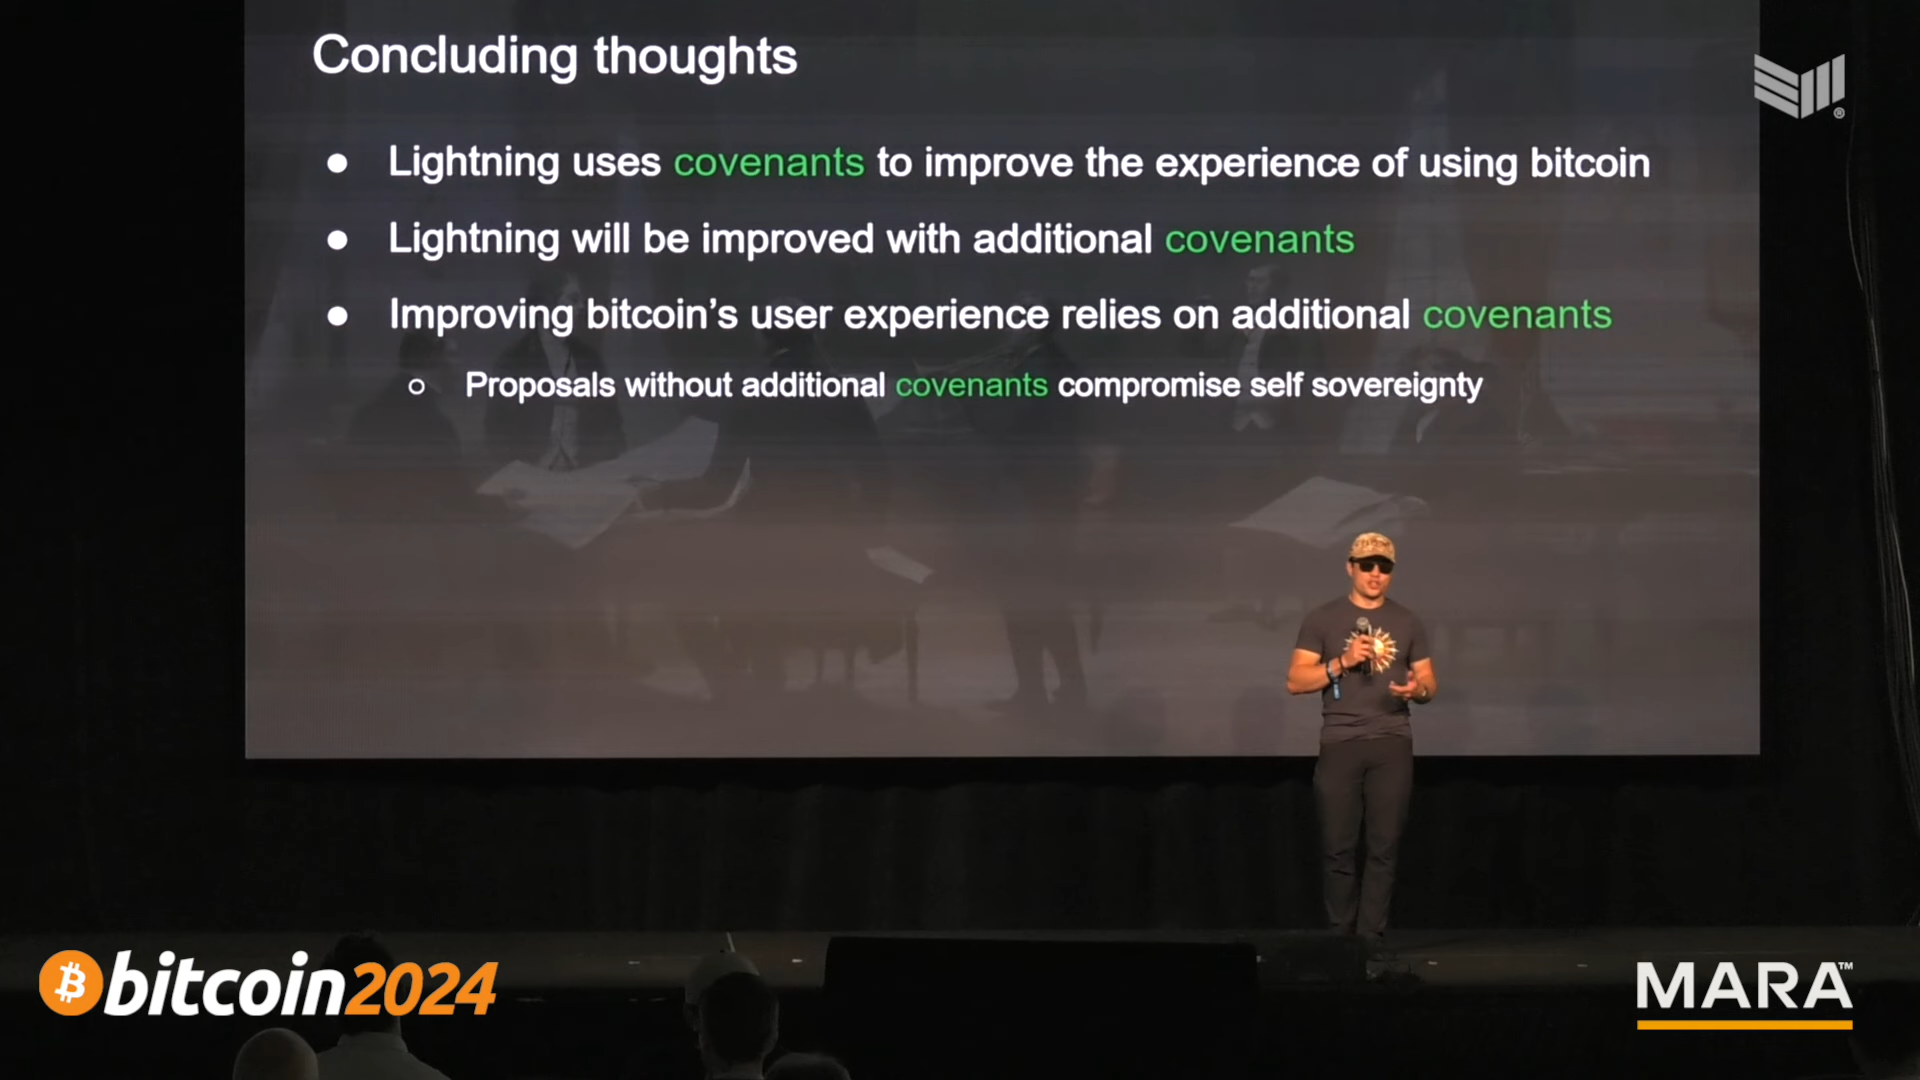 Concluding thoughts
● Lightning uses covenants to improve the experience of using bitcoin
● Lightning will be improved with additional covenants
● Improving bitcoin’s user experience relies on additional covenants
○ Proposals without additional covenants compromise self sovereignty
®
bitcoin2024
MARA™